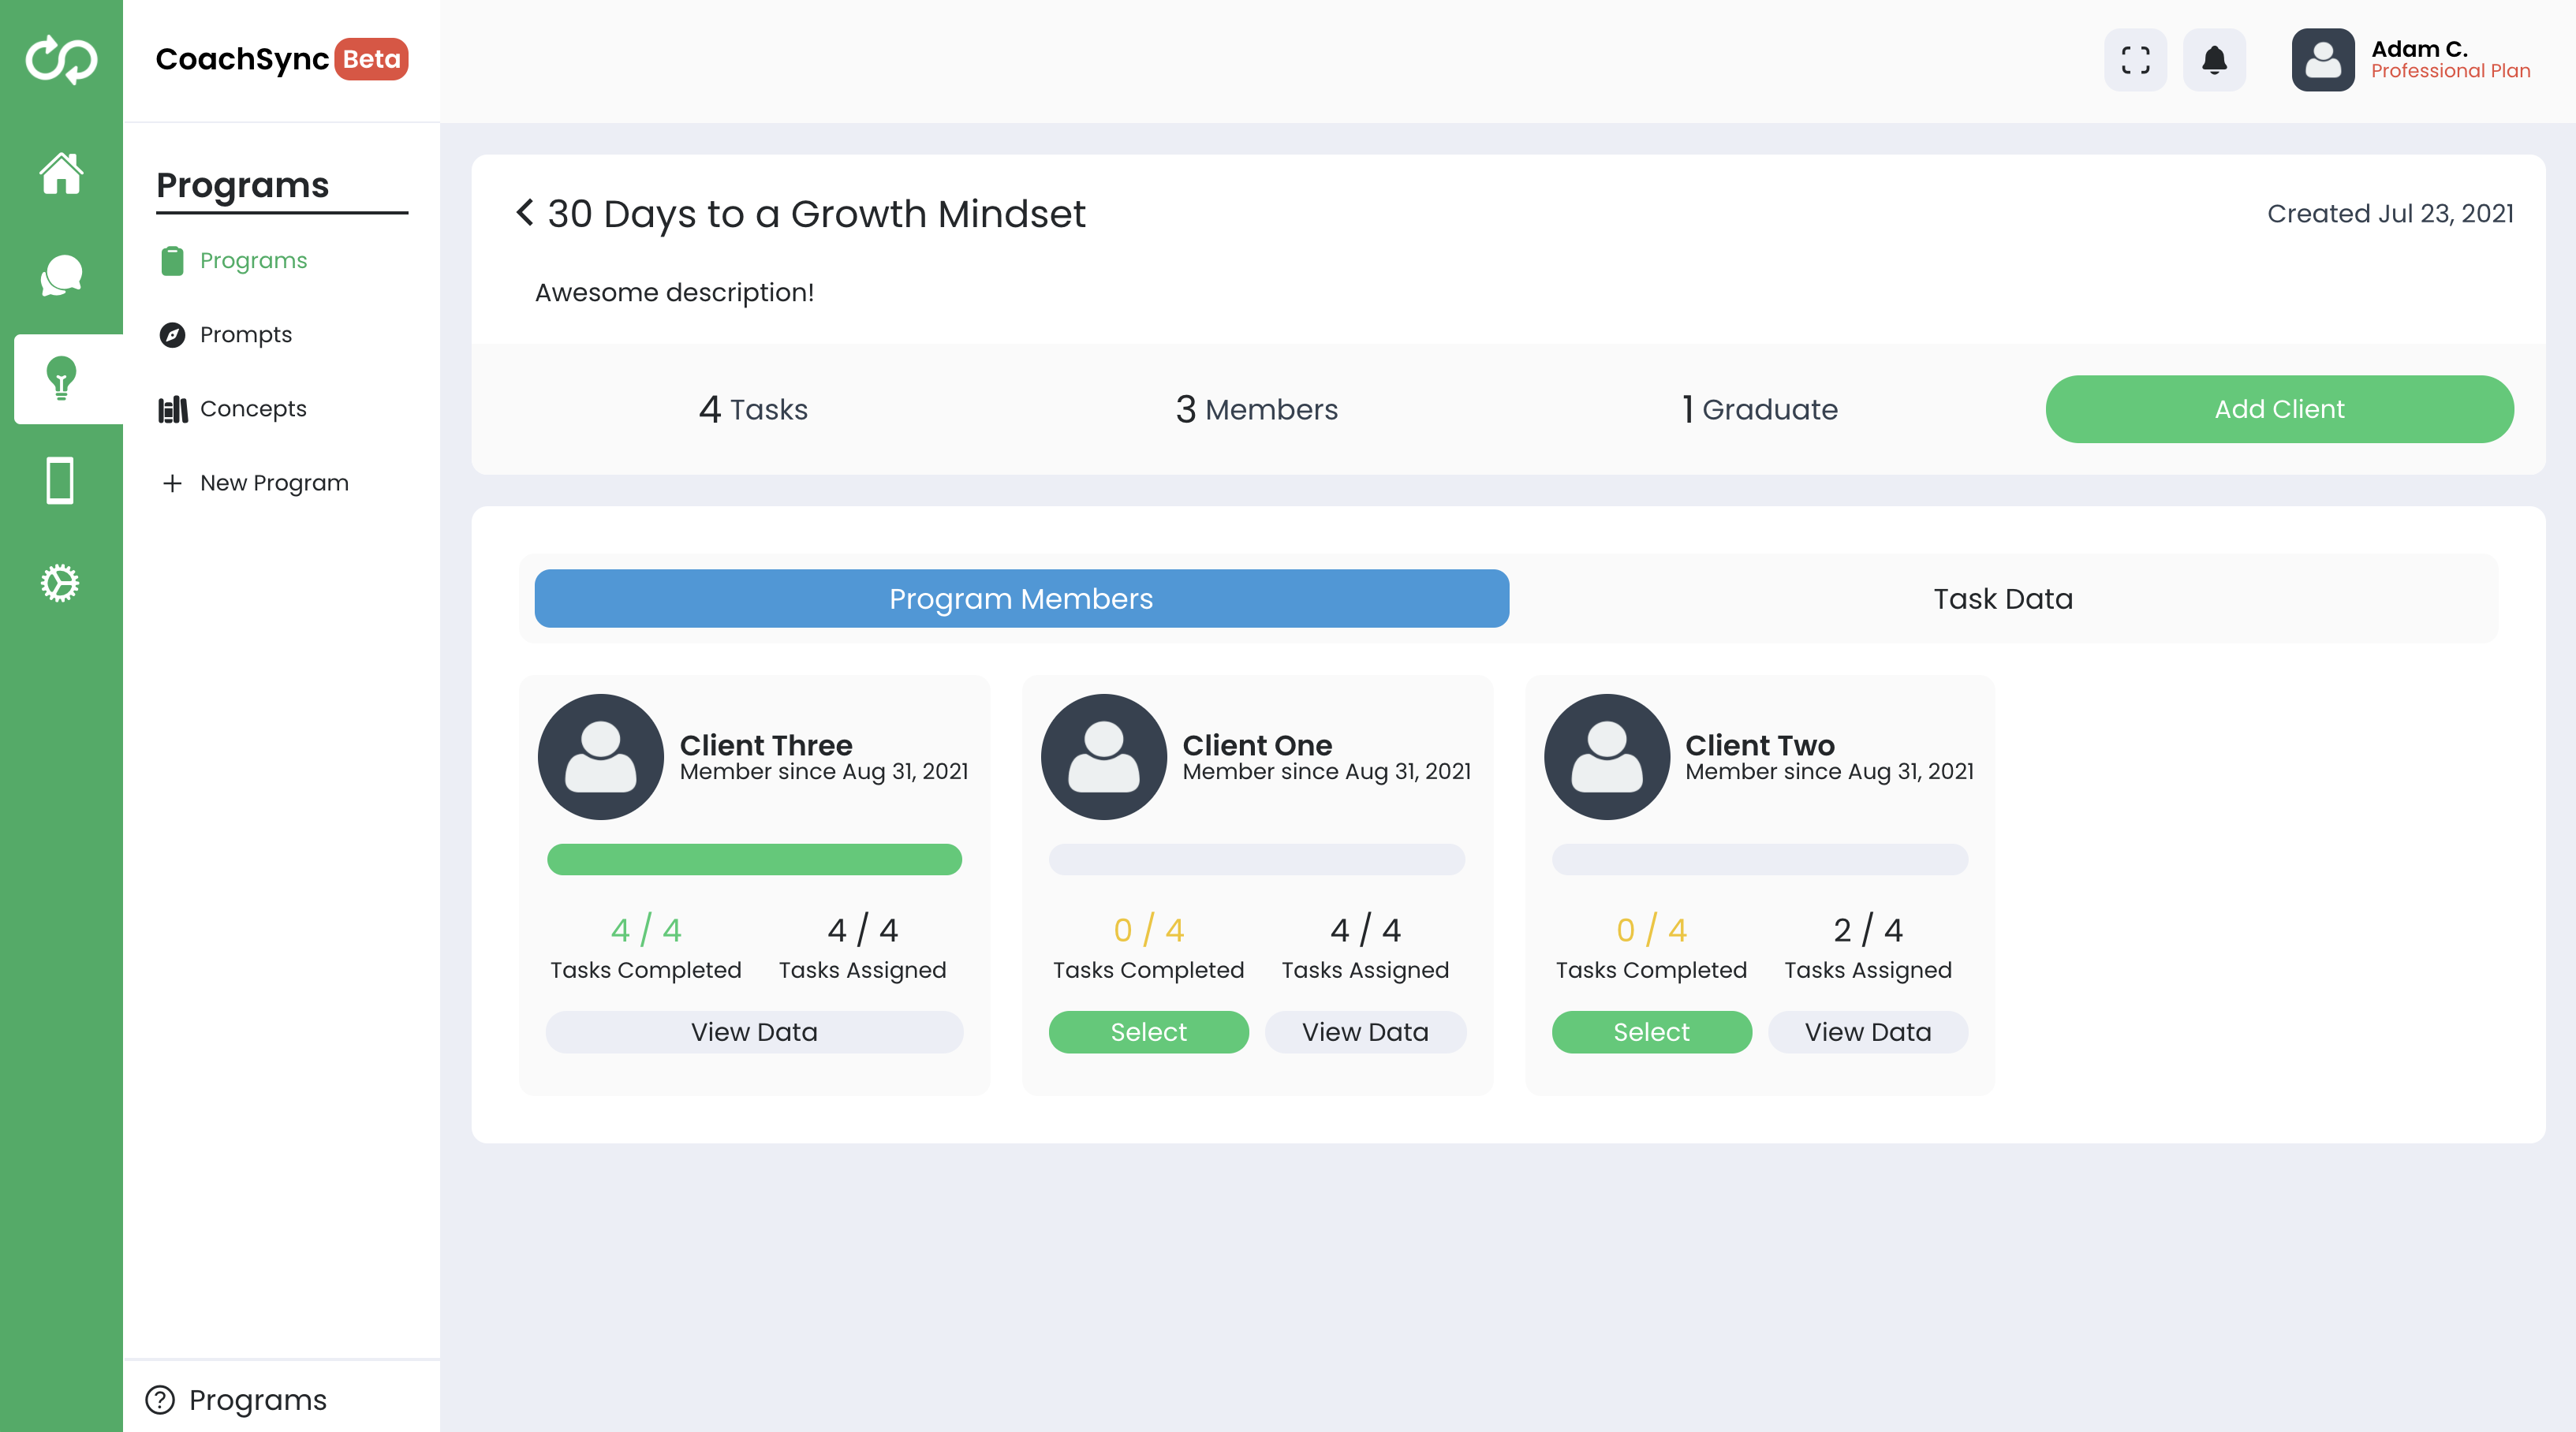 CoachSync Beta
Adam C.
Professional Plan
Programs
Programs
Prompts
Concepts
New Program
Programs
30 Days to a Growth Mindset
Created Jul 23, 2021
Awesome description!
4 Tasks
3 Members
1 Graduate
Add Client
Program Members
Task Data
Client Three
Member since Aug 31, 2021
4 / 4
Tasks Completed
4 / 4
Tasks Assigned
View Data
Client One
Member since Aug 31, 2021
0 / 4
Tasks Completed
4 / 4
Tasks Assigned
Select
View Data
Client Two
Member since Aug 31, 2021
0 / 4
Tasks Completed
2 / 4
Tasks Assigned
Select
View Data